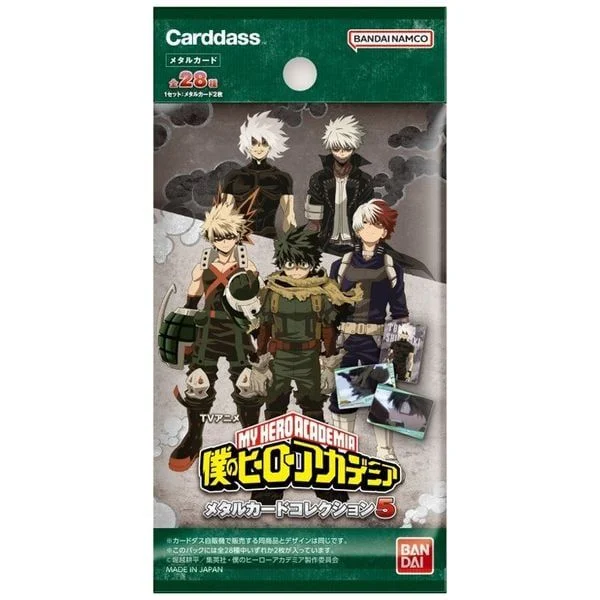 Carddass™
BANDAI NAMCO
メタルカード
全28種
1セット:メタルカード2枚
TVアニメ
MY HERO ACADEMIA
僕のヒーローアカデミア
メタルカードコレクション5
※カードダス自販機で販売する同商品とデザインは同じです。
※このパックには全28種中いずれか2枚が入っています。
©堀越耕平/集英社・僕のヒーローアカデミア製作委員会
MADE IN JAPAN
BAN
DAI